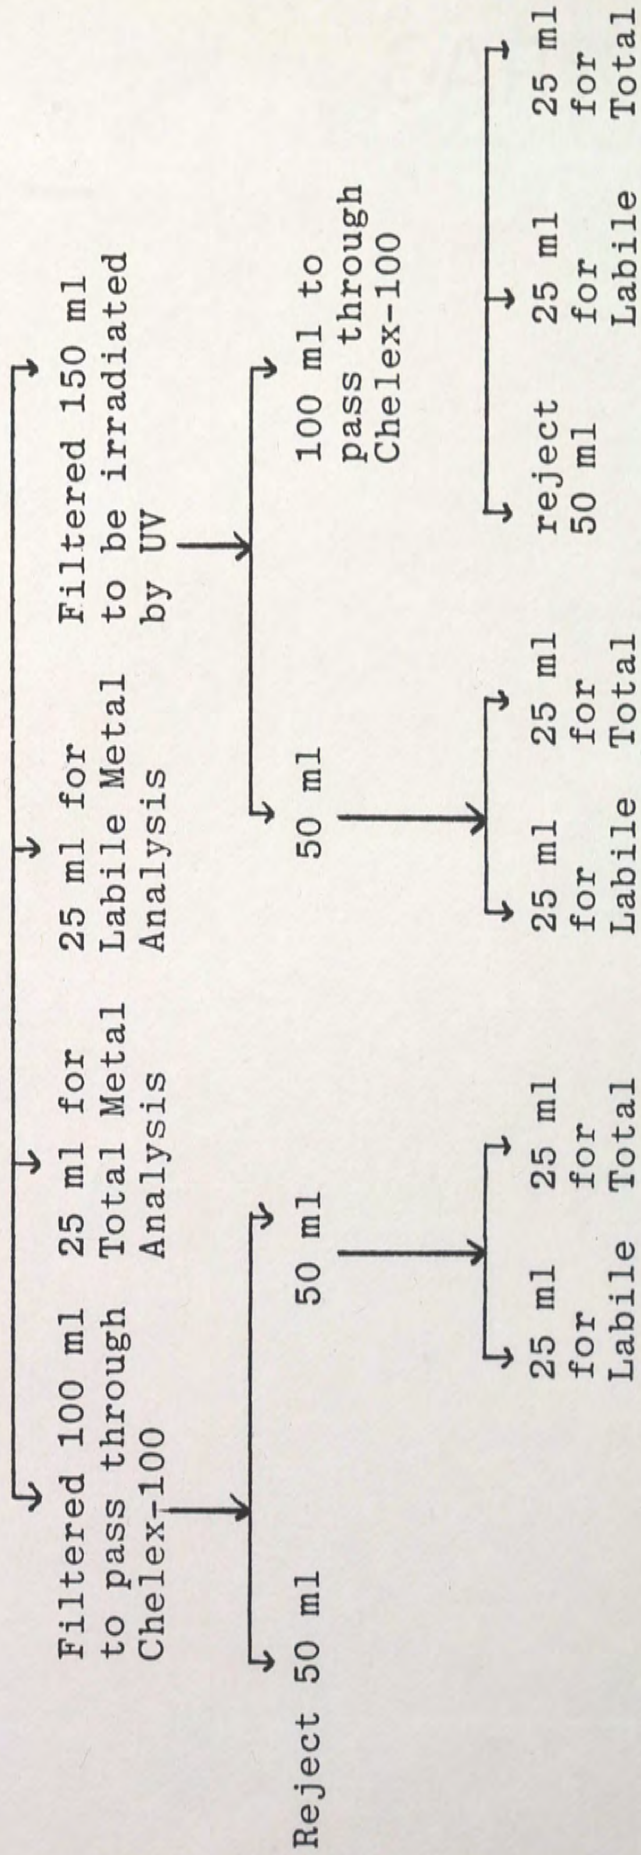 Filtered 100 ml
to pass through
Chelex-100
25 ml for
Total Metal
Analysis
25 ml for
Labile Metal
Analysis
Filtered 150 ml
to be irradiated
by UV
Reject 50 ml
50 ml
50 ml
100 ml to
pass through
Chelex-100
25 ml
for
Labile
25 ml
for
Total
25 ml
for
Labile
25 ml
for
Total
reject
50 ml
25 ml
for
Labile
25 ml
for
Total